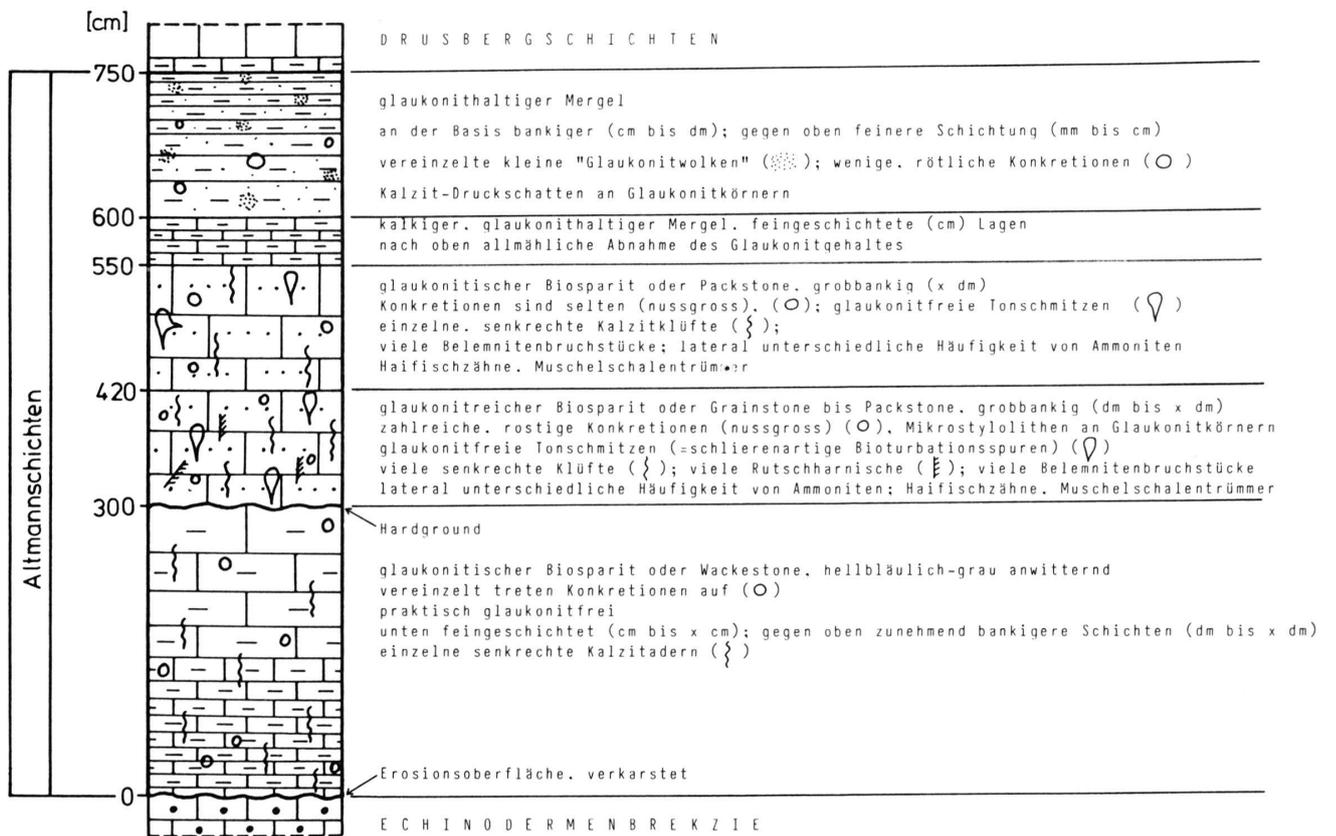 [cm]
DRUSBERGSCHICHTEN
750
glaukonithaltiger Mergel
an der Basis bankiger (cm bis dm); gegen oben feinere Schichtung (mm bis cm)
vereinzelte kleine "Glaukonitwolken" ( ); wenige, rötliche Konkretionen ( )
Kalzit-Druckschatten an Glaukonitkörnern
600
kalkiger, glaukonithaltiger Mergel, feingeschichtete (cm) Lagen
nach oben allmähliche Abnahme des Glaukonitgehaltes
550
glaukonitischer Biosparit oder Packstone, grobbankig (x dm)
Konkretionen sind selten (nussgross), ( ); glaukonitfreie Tonschmitzen ( )
einzelne, senkrechte Kalzitklüfte ( );
viele Belemnitenbruchstücke; lateral unterschiedliche Häufigkeit von Ammoniten
Haifischzähne, Muschelschalentrümmer
420
glaukonitreicher Biosparit oder Grainstone bis Packstone, grobbankig (dm bis x dm)
zahlreiche, rostige Konkretionen (nussgross) ( ), Mikrostylolithen an Glaukonitkörnern
glaukonitfreie Tonschmitzen (=schlierenartige Bioturbationsspuren) ( )
viele senkrechte Klüfte ( ); viele Rutschharnische ( ); viele Belemnitenbruchstücke
lateral unterschiedliche Häufigkeit von Ammoniten; Haifischzähne, Muschelschalentrümmer
300
Hardground
Altmannschichten
glaukonitischer Biosparit oder Wackestone, hellbläulich-grau anwitternd
vereinzelt treten Konkretionen auf ( )
praktisch glaukonitfrei
unten feingeschichtet (cm bis x cm); gegen oben zunehmend bankigere Schichten (dm bis x dm)
einzelne senkrechte Kalzitadern ( )
Erosionsoberfläche, verkarstet
0
ECHINODERMENBREKZIE